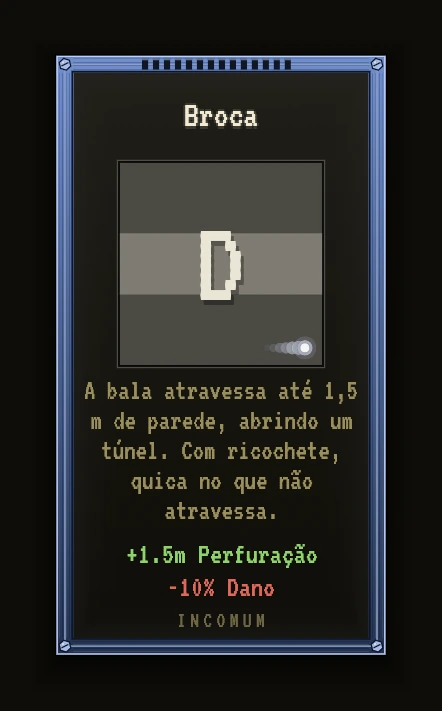 Broca
D
A bala atravessa até 1,5
m de parede, abrindo um
túnel. Com ricochete,
quica no que não
atravessa.
+1.5m Perfuração
-10% Dano
INCOMUM